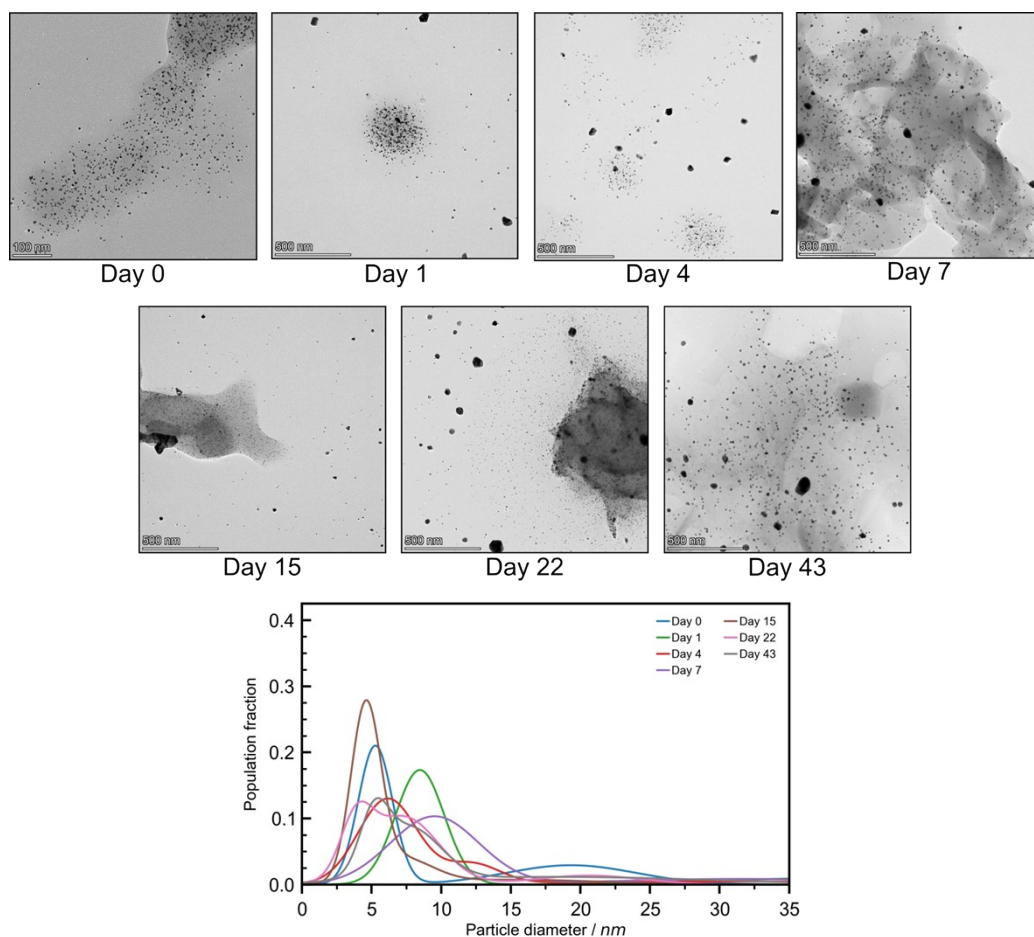 100 nm
500 nm
500 nm
500 nm
Day 0
Day 1
Day 4
Day 7
500 nm
500 nm
500 nm
Day 15
Day 22
Day 43
Population fraction
0.4
0.3
0.2
0.1
0.0
Day 0
Day 1
Day 4
Day 7
Day 15
Day 22
Day 43
0 5 10 15 20 25 30 35
Particle diameter / nm